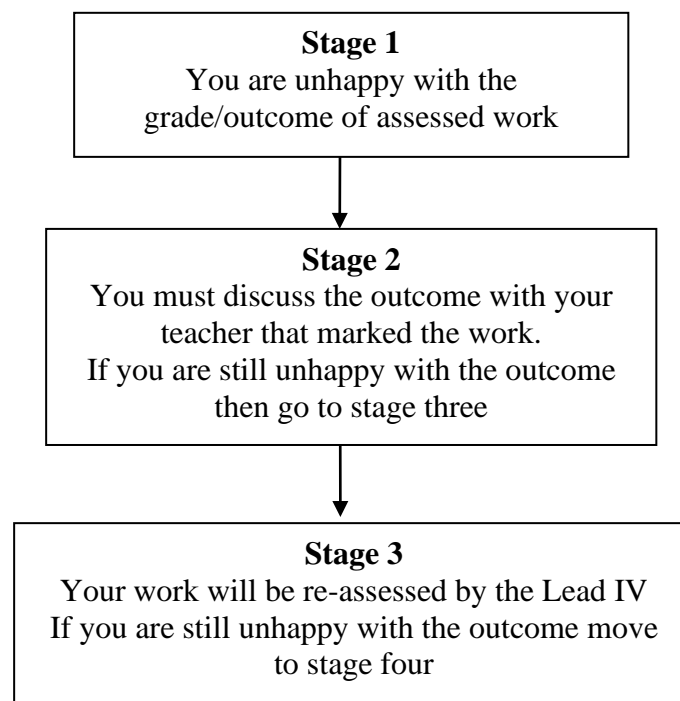 Stage 1
You are unhappy with the
grade/outcome of assessed work
Stage 2
You must discuss the outcome with your
teacher that marked the work.
If you are still unhappy with the outcome
then go to stage three
Stage 3
Your work will be re-assessed by the Lead IV
If you are still unhappy with the outcome move
to stage four